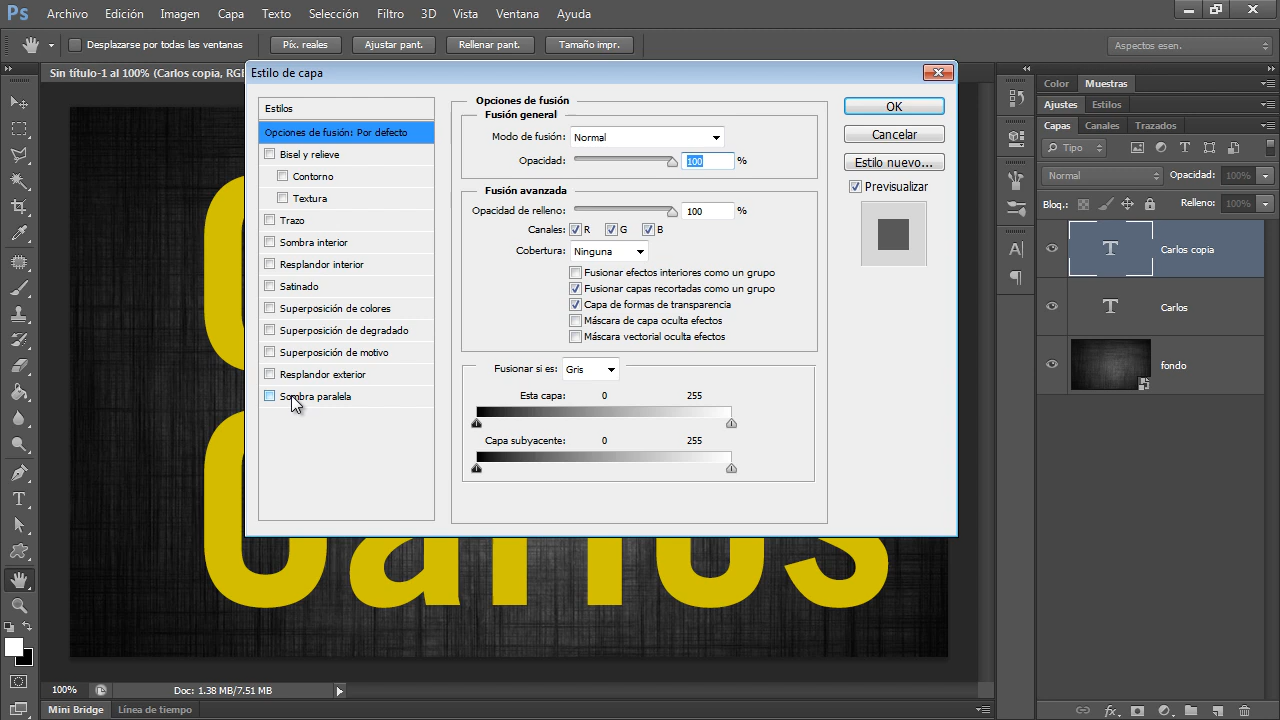 Ps Archivo Edición Imagen Capa Texto Selección Filtro 3D Vista Ventana Ayuda
Desplazarse por todas las ventanas Píx. reales Ajustar pant. Rellenar pant. Tamaño impr. Aspectos esen.
Sin título-1 al 100% (Carlos copia, RG
Estilo de capa
Estilos
Opciones de fusión: Por defecto
Bisel y relieve
Contorno
Textura
Trazo
Sombra interior
Resplandor interior
Satinado
Superposición de colores
Superposición de degradado
Superposición de motivo
Resplandor exterior
Sombra paralela
Opciones de fusión
Fusión general
Modo de fusión: Normal
Opacidad: 100 %
Fusión avanzada
Opacidad de relleno: 100 %
Canales: R G B
Cobertura: Ninguna
Fusionar efectos interiores como un grupo
Fusionar capas recortadas como un grupo
Capa de formas de transparencia
Máscara de capa oculta efectos
Máscara vectorial oculta efectos
Fusionar si es: Gris
Esta capa: 0 255
Capa subyacente: 0 255
OK
Cancelar
Estilo nuevo...
Previsualizar
Color Muestras
Ajustes Estilos
Capas Canales Trazados
Tipo
Normal Opacidad: 100%
Bloq.: Relleno: 100%
T Carlos copia
T Carlos
fondo
Carlos
100% Doc: 1.38 MB/7.51 MB
Mini Bridge Línea de tiempo